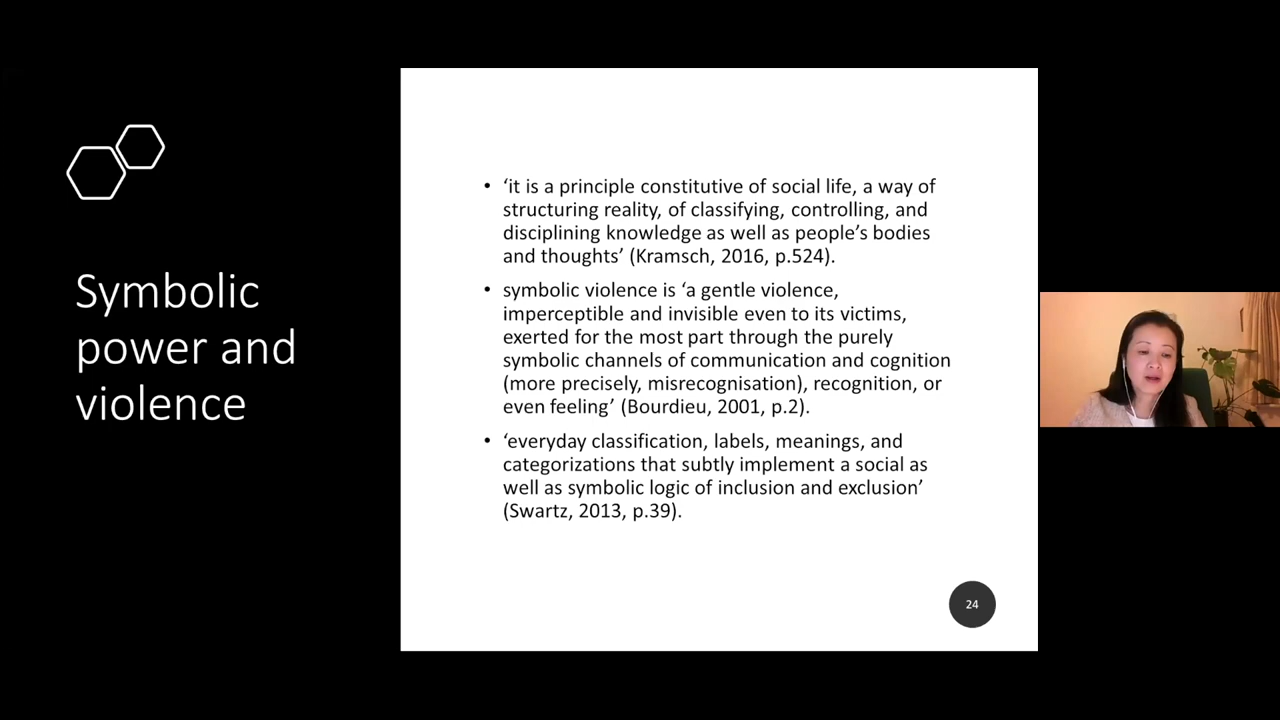 Symbolic
power and
violence
• ‘it is a principle constitutive of social life, a way of
structuring reality, of classifying, controlling, and
disciplining knowledge as well as people’s bodies
and thoughts’ (Kramsch, 2016, p.524).
• symbolic violence is ‘a gentle violence,
imperceptible and invisible even to its victims,
exerted for the most part through the purely
symbolic channels of communication and cognition
(more precisely, misrecognisation), recognition, or
even feeling’ (Bourdieu, 2001, p.2).
• ‘everyday classification, labels, meanings, and
categorizations that subtly implement a social as
well as symbolic logic of inclusion and exclusion’
(Swartz, 2013, p.39).
24